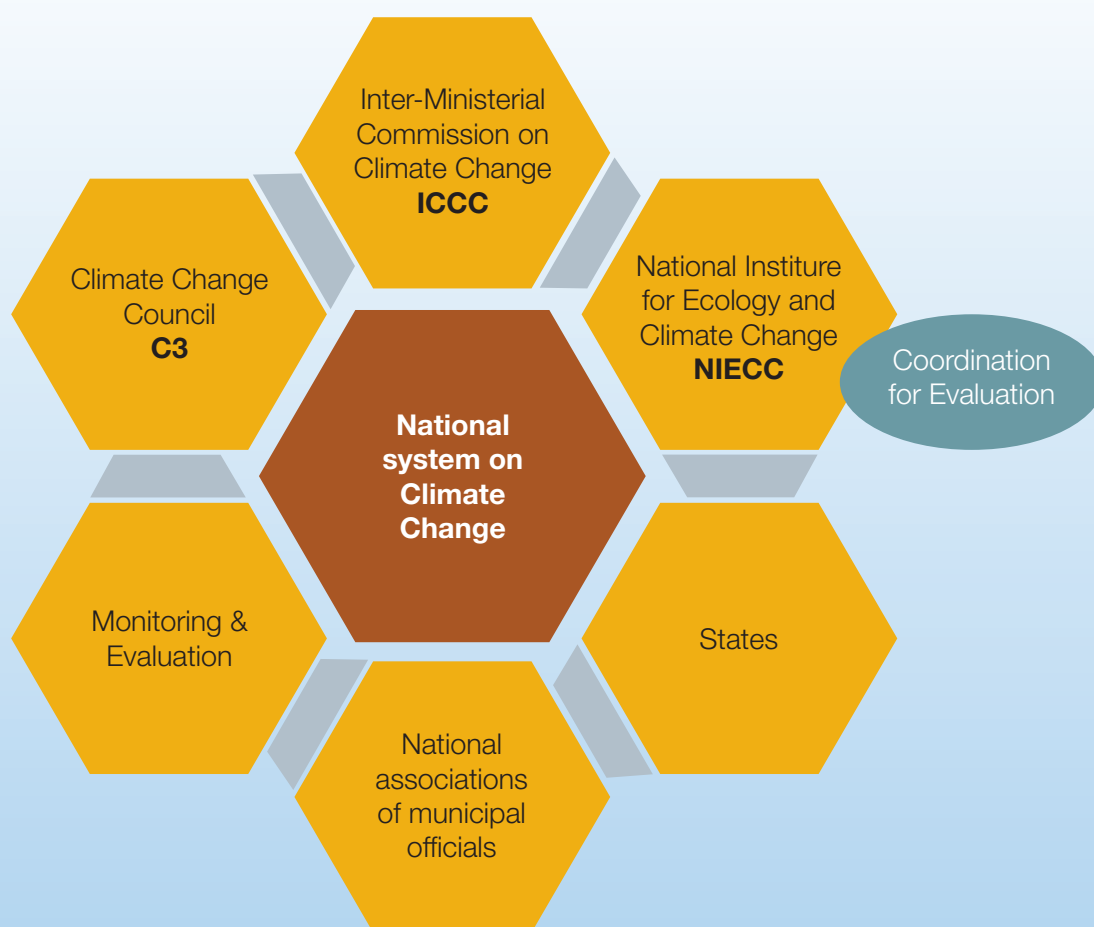 Inter-Ministerial
Commission on
Climate Change
ICCC
Climate Change
Council
C3
National Institure
for Ecology and
Climate Change
NIECC
Coordination
for Evaluation
National
system on
Climate
Change
Monitoring &
Evaluation
States
National
associations
of municipal
officials